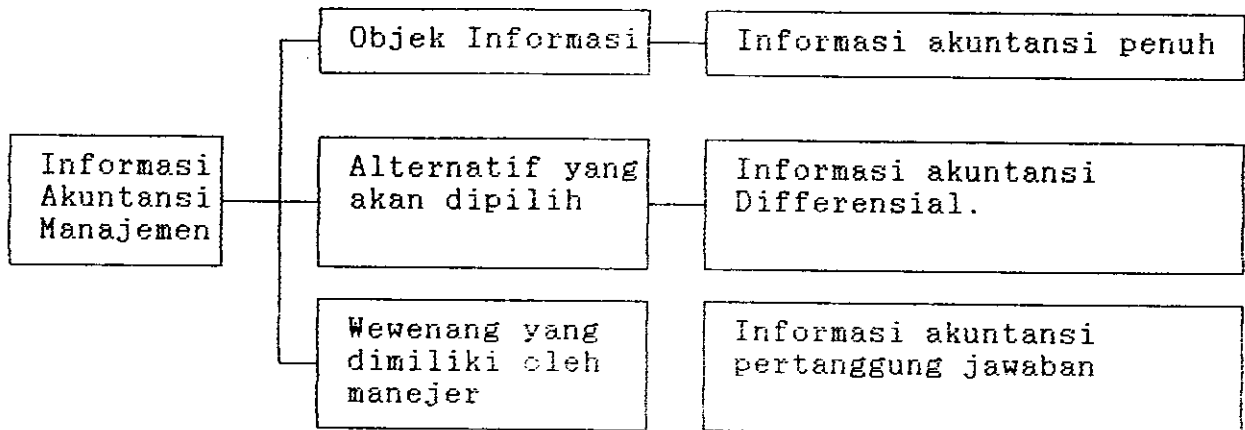 Objek Informasi
Informasi akuntansi penuh
Informasi
Akuntansi
Manajemen
Alternatif yang
akan dipilih
Informasi akuntansi
Differensial.
Wewenang yang
dimiliki oleh
manejer
Informasi akuntansi
pertanggung jawaban